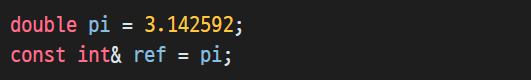 double pi = 3.142592;
const int& ref = pi;